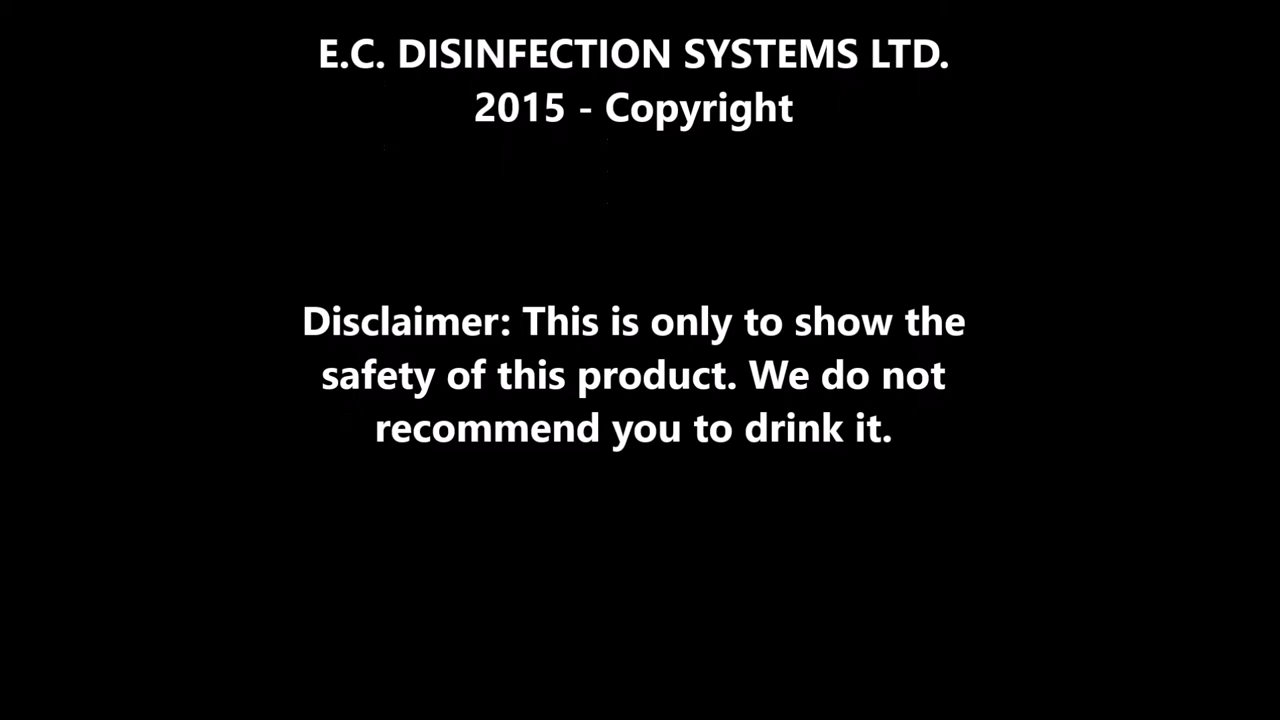 E.C. DISINFECTION SYSTEMS LTD.
2015 - Copyright
Disclaimer: This is only to show the
safety of this product. We do not
recommend you to drink it.